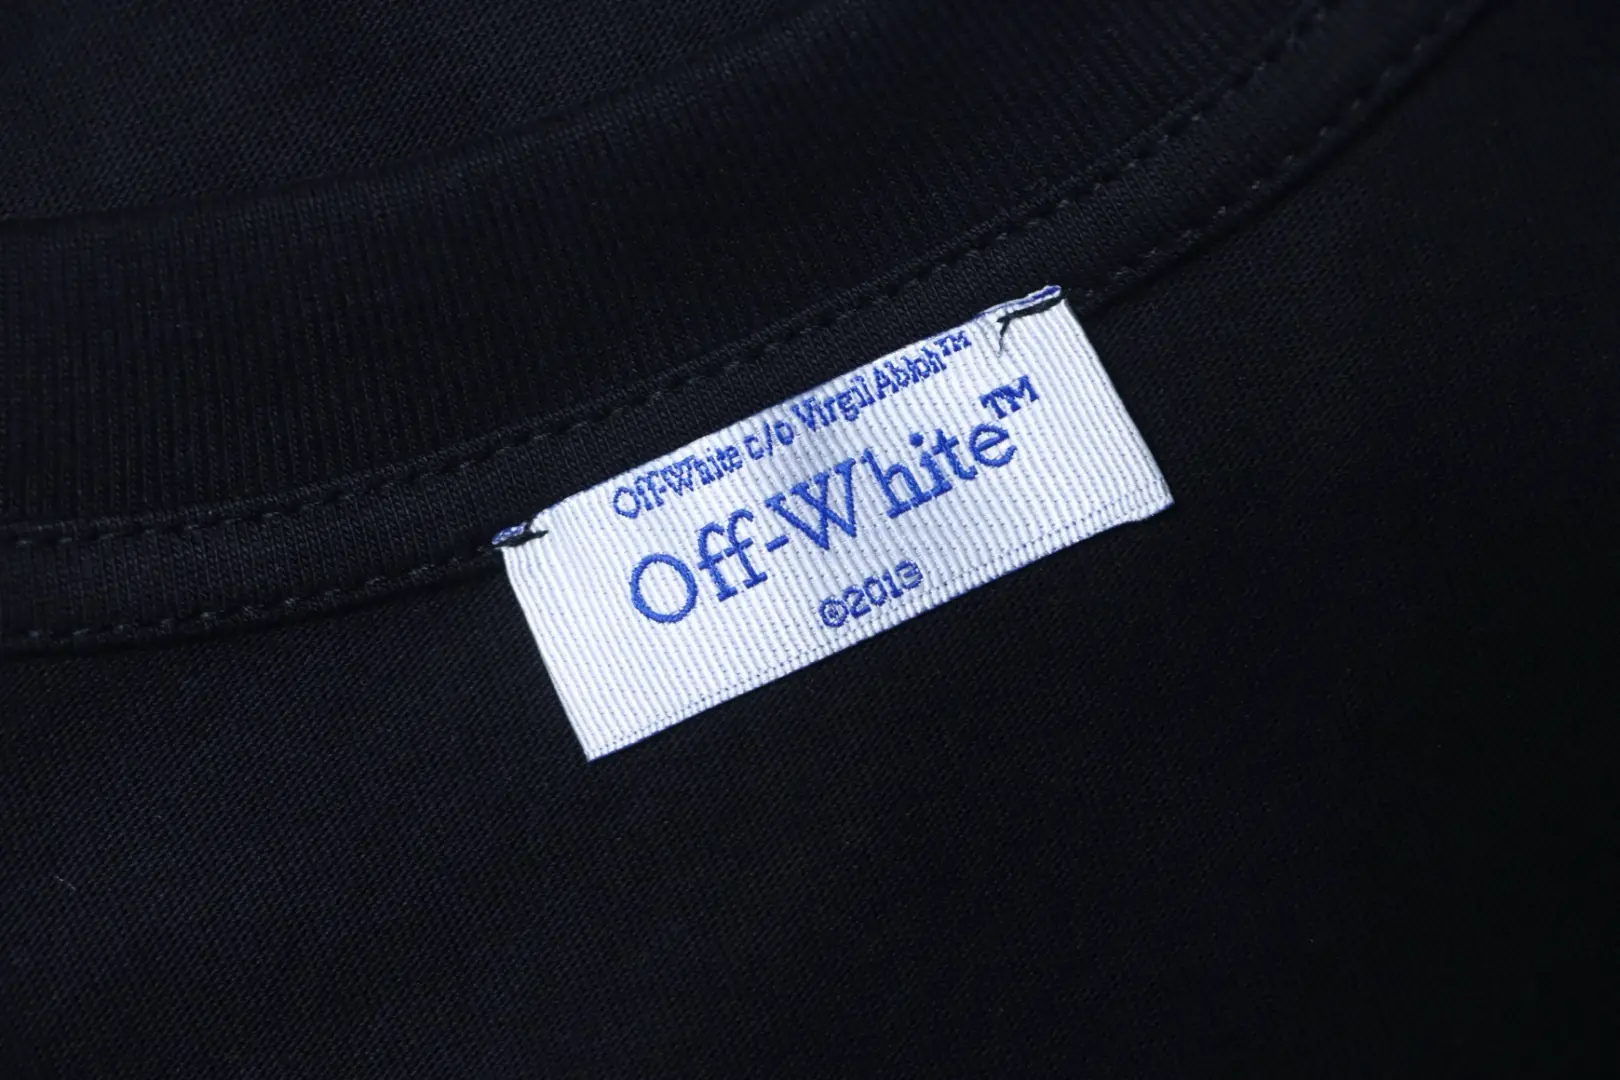 Off-White c/o Virgil Abloh™
Off-White™
©2013